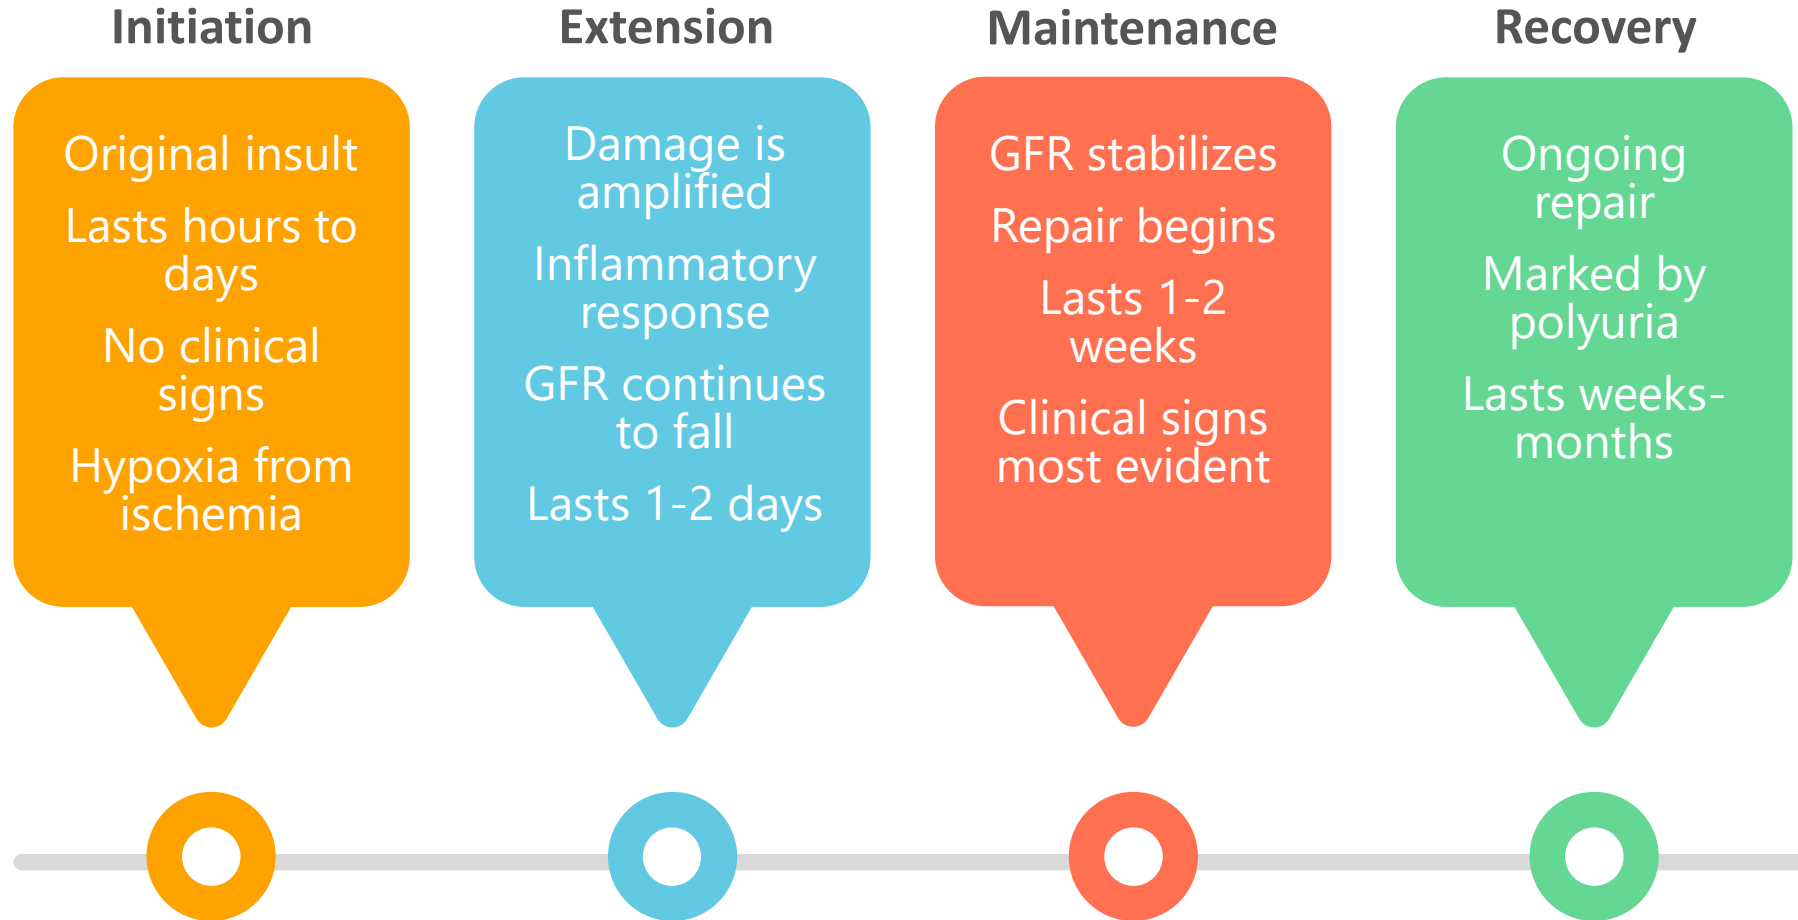 Initiation
Original insult
Lasts hours to
days
No clinical
signs
Hypoxia from
ischemia
Extension
Damage is
amplified
Inflammatory
response
GFR continues
to fall
Lasts 1-2 days
Maintenance
GFR stabilizes
Repair begins
Lasts 1-2
weeks
Clinical signs
most evident
Recovery
Ongoing
repair
Marked by
polyuria
Lasts weeks-
months